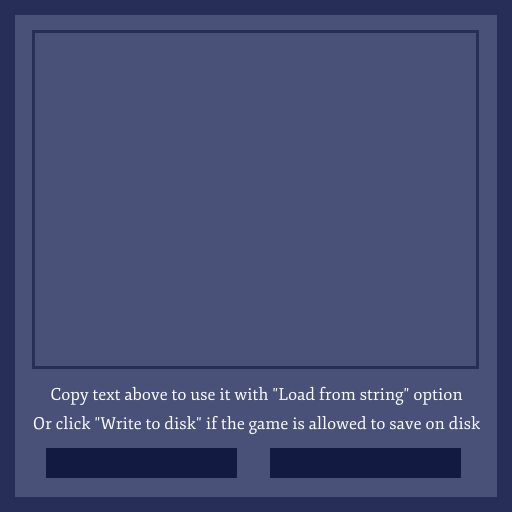 Copy text above to use it with "Load from string" option
Or click "Write to disk" if the game is allowed to save on disk